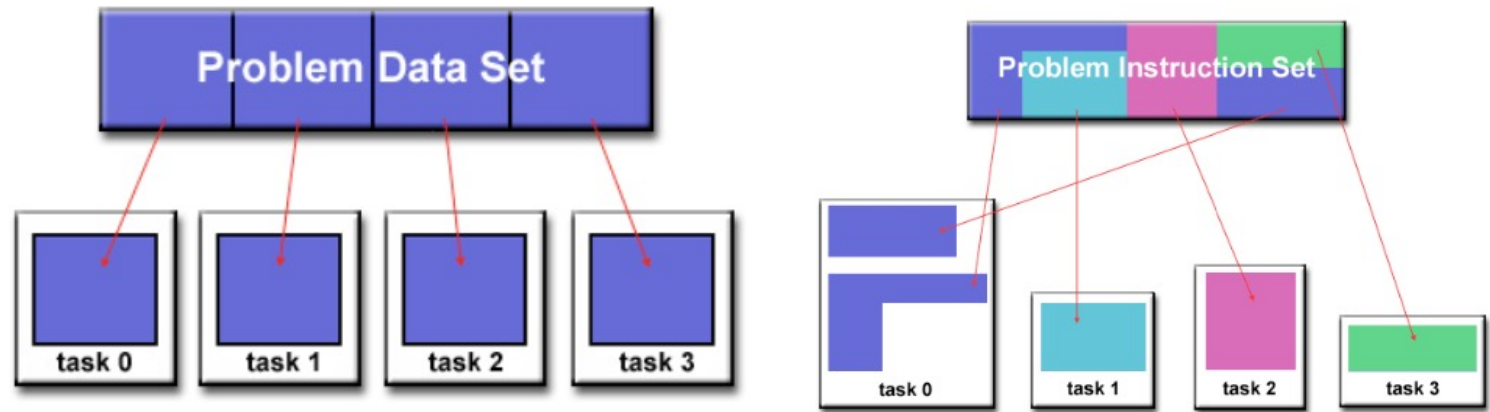 Problem Data Set
task 0
task 1
task 2
task 3
Problem Instruction Set
task 0
task 1
task 2
task 3